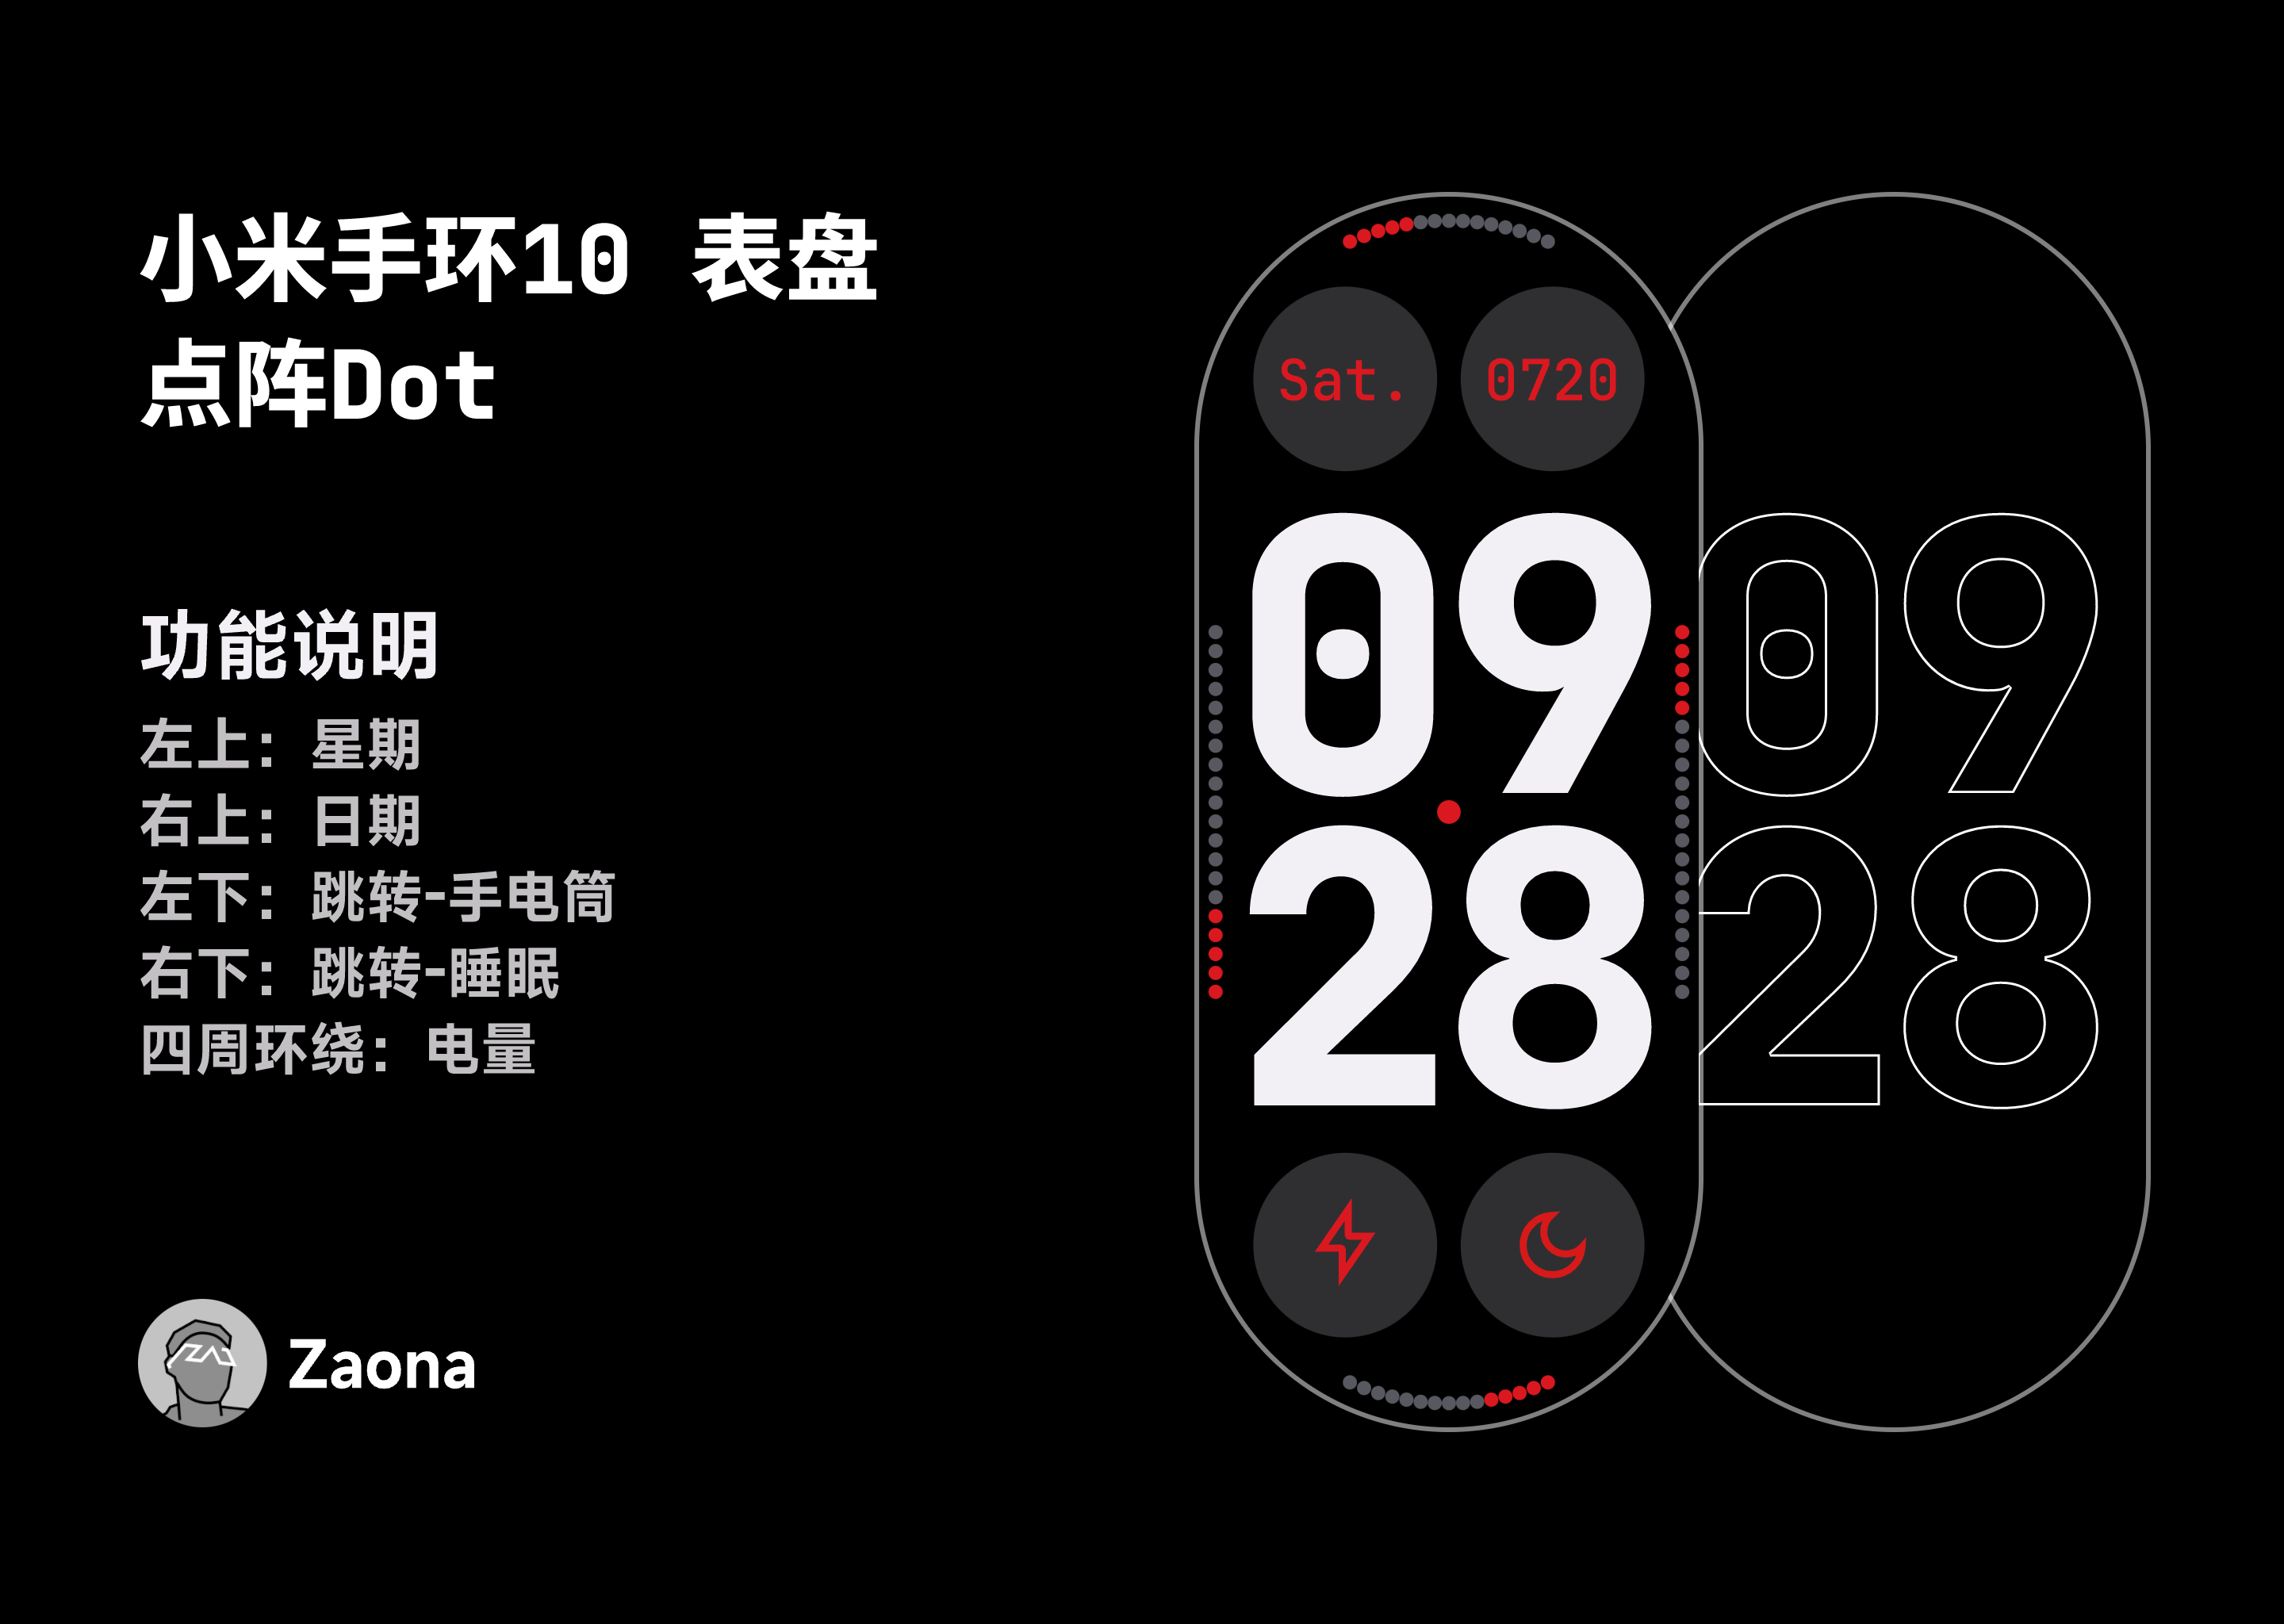 小米手环10 表盘
点阵Dot
功能说明
左上: 星期
右上: 日期
左下: 跳转-手电筒
右下: 跳转-睡眠
四周环绕: 电量
Zaona
Sat. 0720
09
28
09
28